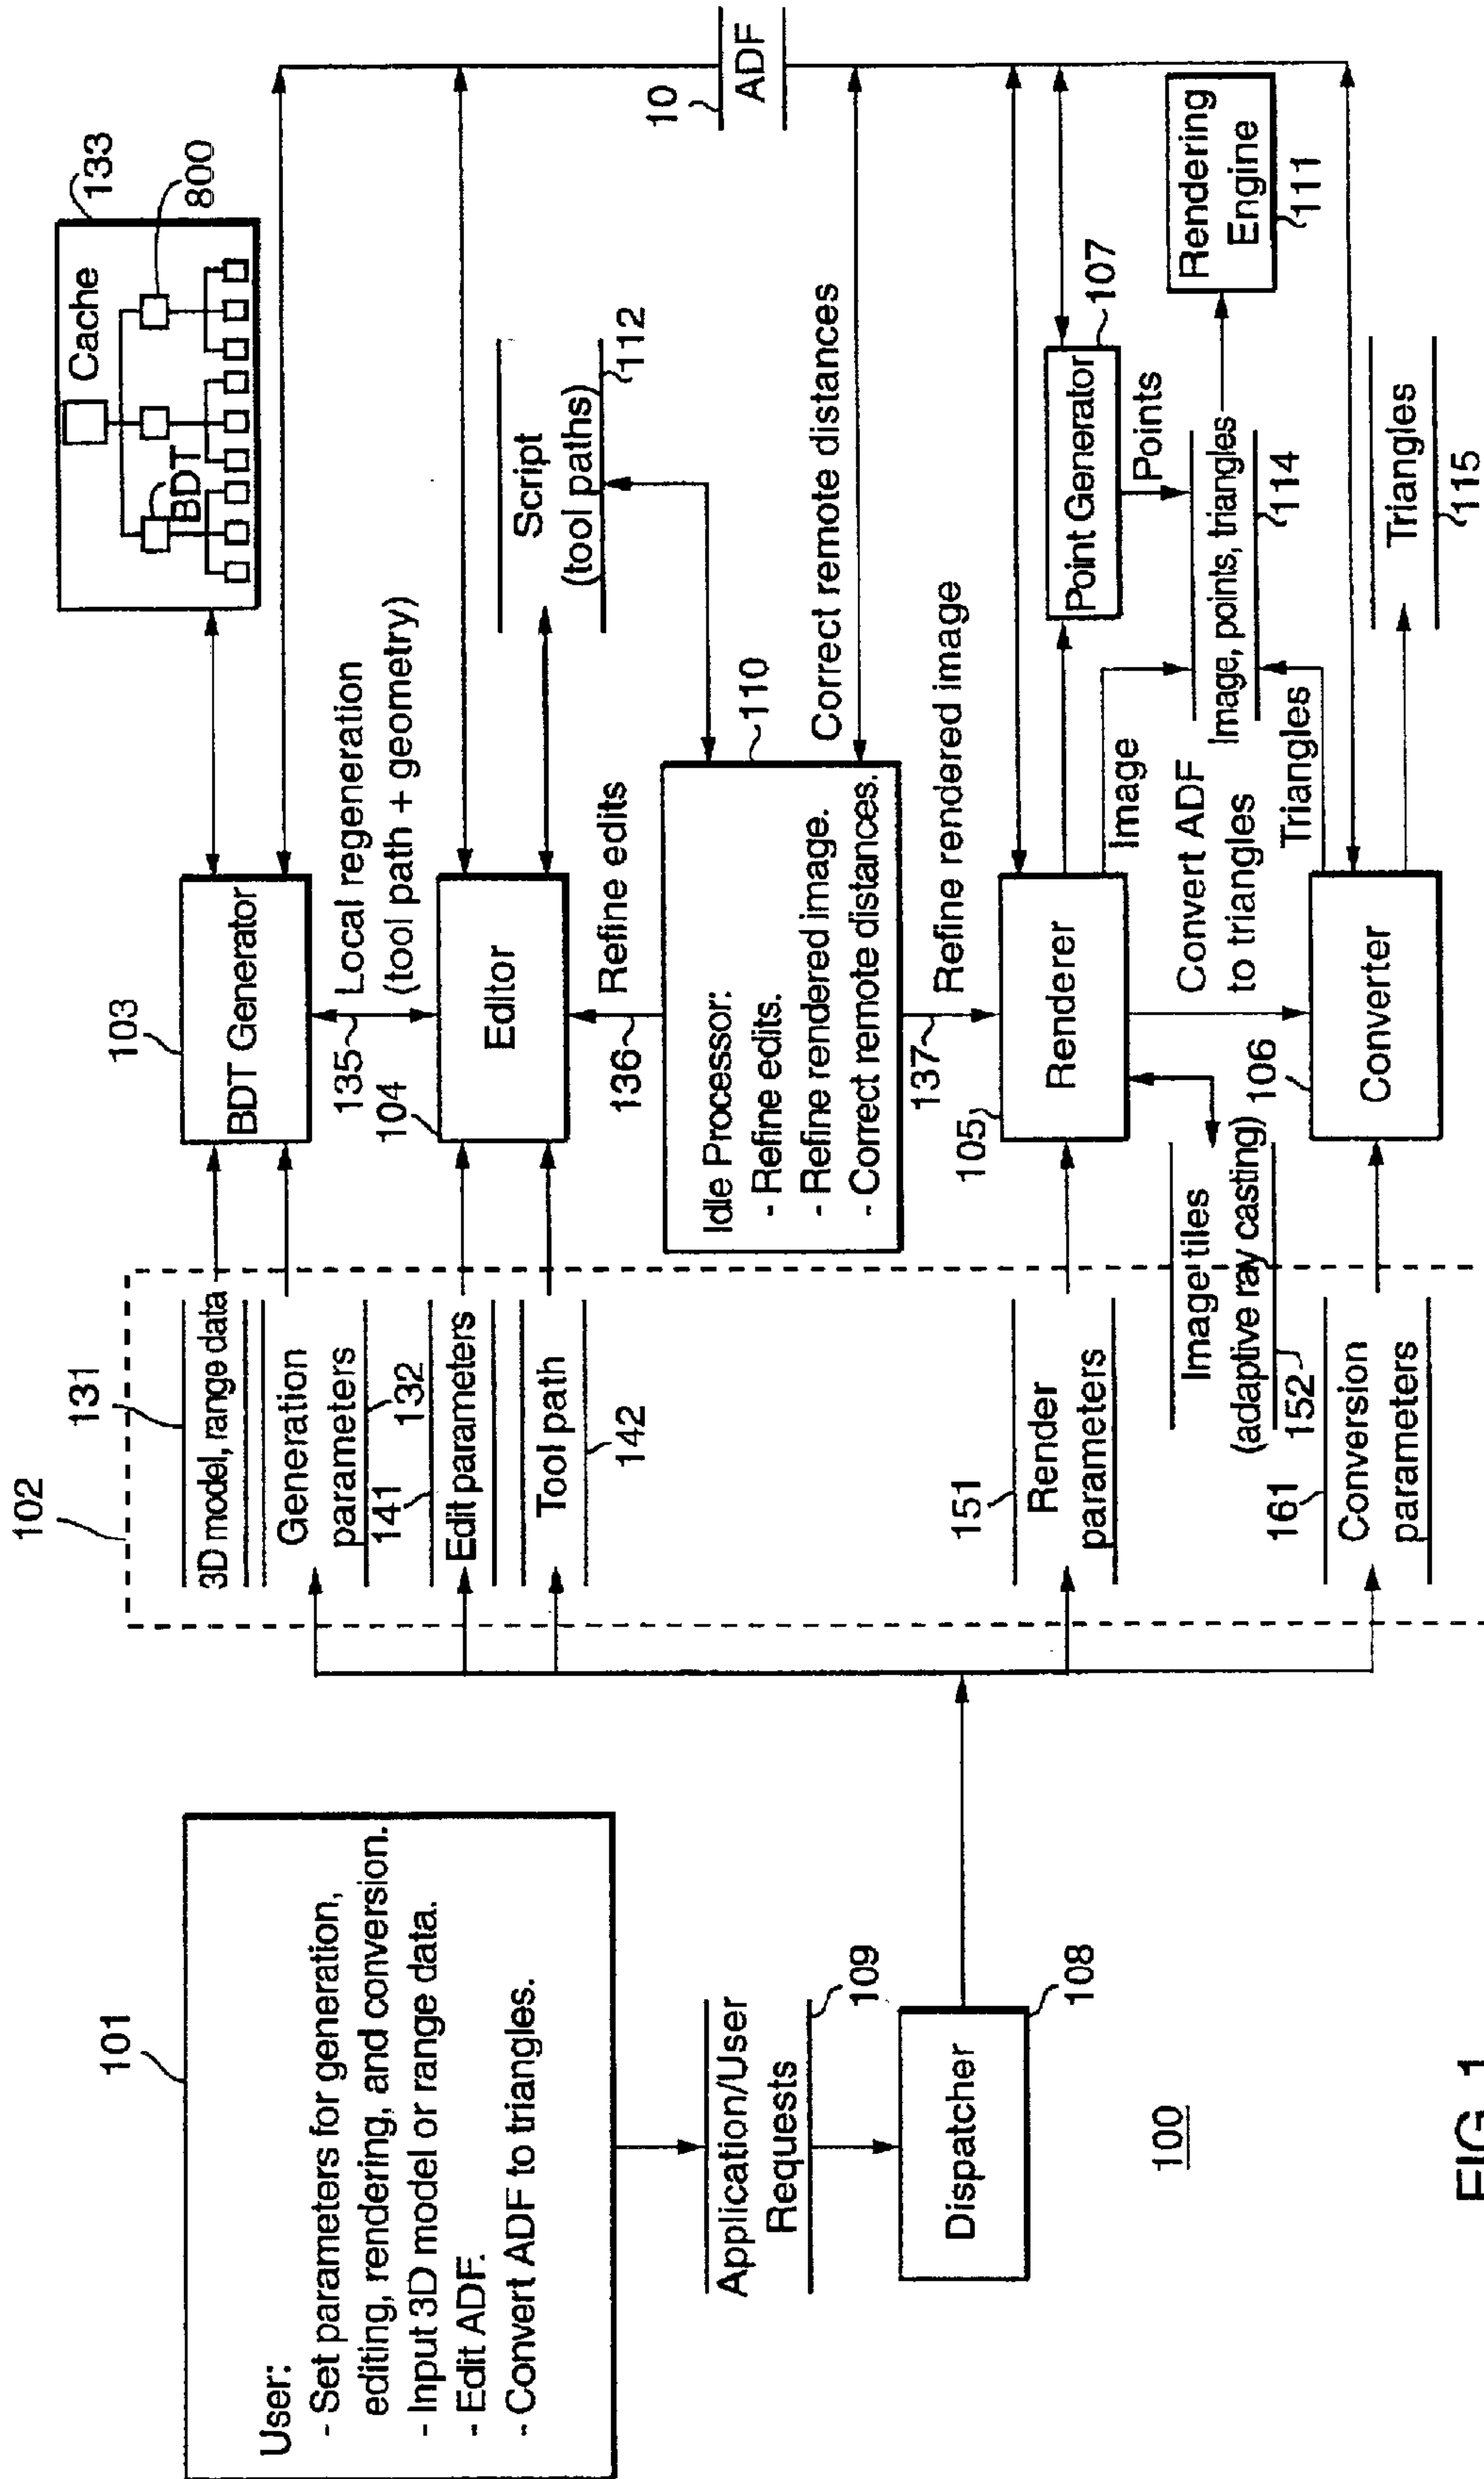 101
User:
- Set parameters for generation,
editing, rendering, and conversion.
- Input 3D model or range data.
- Edit ADF.
- Convert ADF to triangles.
Application/User
Requests
109
Dispatcher
108
100
102
131
3D model, range data
Generation
parameters
132
141
Edit parameters
Tool path
142
151
Render
parameters
Image tiles
(adaptive ray casting)
152
161
Conversion
parameters
103
BDT Generator
135
Local regeneration
(tool path + geometry)
104
Editor
136
Refine edits
Idle Processor:
- Refine edits.
- Refine rendered image.
- Correct remote distances.
110
137
Refine rendered image
105
Renderer
Convert ADF
to triangles
106
Converter
Cache
133
BDT
800
Script
(tool paths)
112
Correct remote distances
10
ADF
Point Generator
107
Points
Image
Image, points, triangles
114
Triangles
Rendering
Engine
111
Triangles
115
FIG.1